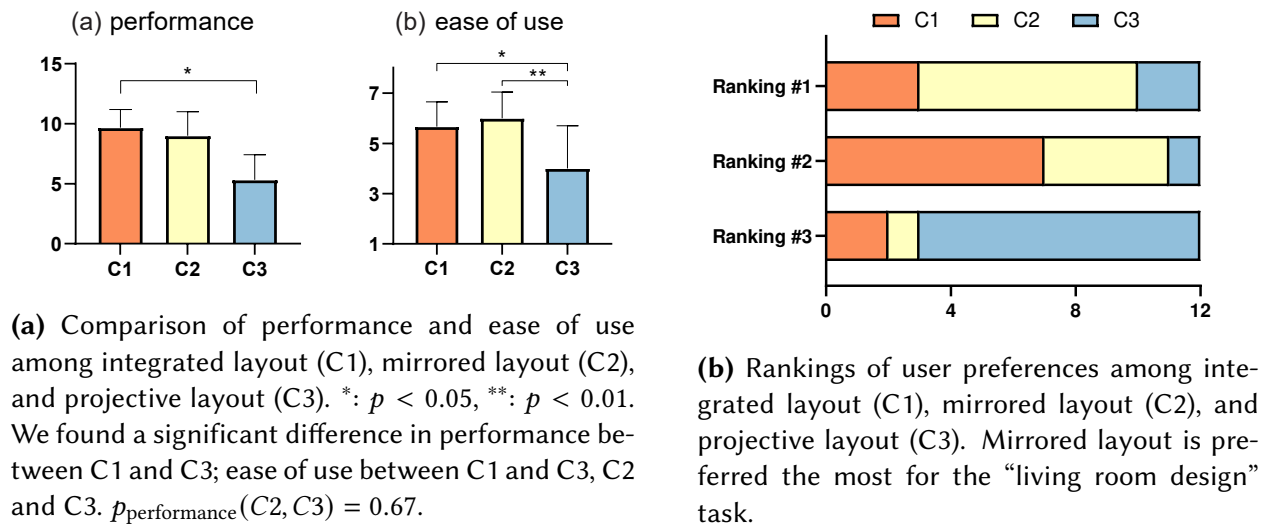 (a) performance
15
10
5
0
*
C1 C2 C3
(b) ease of use
7
5
3
1
*
**
C1 C2 C3
C1 C2 C3
Ranking #1
Ranking #2
Ranking #3
0 4 8 12
(a) Comparison of performance and ease of use
among integrated layout (C1), mirrored layout (C2),
and projective layout (C3). *: p < 0.05, **: p < 0.01.
We found a significant difference in performance be-
tween C1 and C3; ease of use between C1 and C3, C2
and C3. pperformance(C2, C3) = 0.67.
(b) Rankings of user preferences among inte-
grated layout (C1), mirrored layout (C2), and
projective layout (C3). Mirrored layout is pre-
ferred the most for the “living room design”
task.